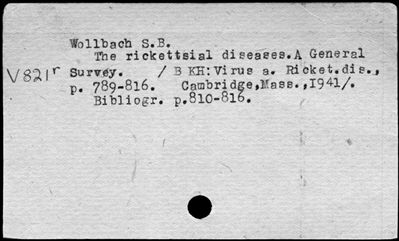 Wollbach S.B.
The rickettsial diseases.A General
V821r Survey. / B KH:Virus a. Ricket.dis.,
p. 789-816. Cambridge,Mass.,1941/.
Bibliogr. p.810-816.